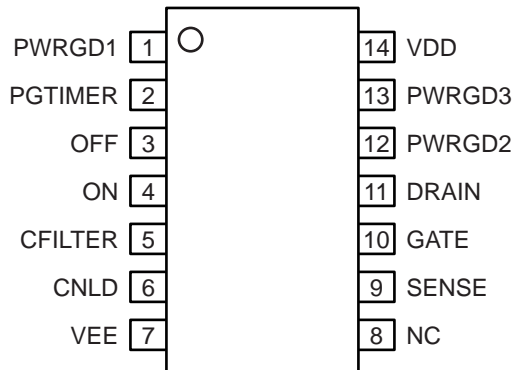 PWRGD1 1 14 VDD
PGTIMER 2 13 PWRGD3
OFF 3 12 PWRGD2
ON 4 11 DRAIN
CFILTER 5 10 GATE
CNLD 6 9 SENSE
VEE 7 8 NC